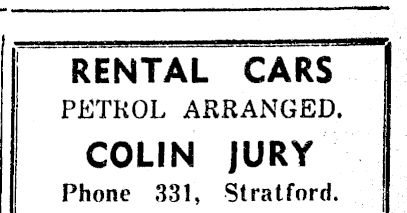 RENTAL CARS
PETROL ARRANGED.
COLIN JURY
Phone 331, Stratford.